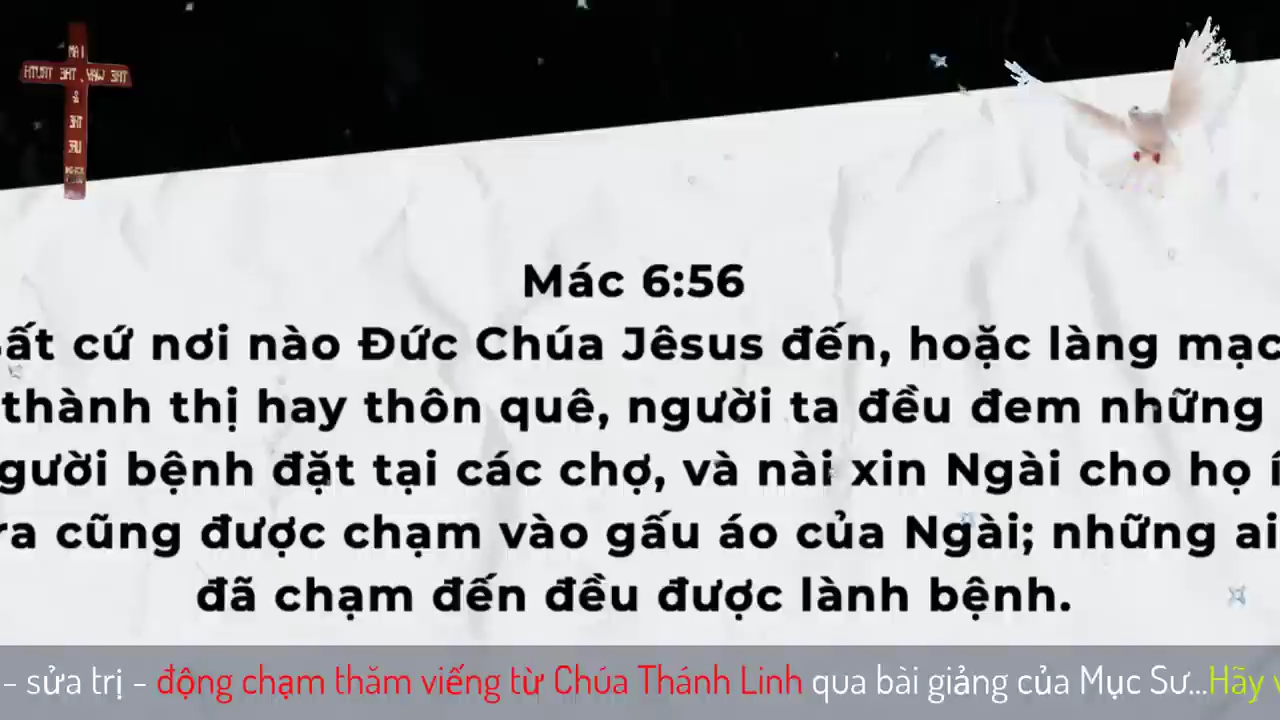 Mác 6:56
ất cứ nơi nào Đức Chúa Jêsus đến, hoặc làng mạc
thành thị hay thôn quê, người ta đều đem những
gười bệnh đặt tại các chợ, và nài xin Ngài cho họ í
ra cũng được chạm vào gấu áo của Ngài; những ai
đã chạm đến đều được lành bệnh.
– sửa trị – động chạm thăm viếng từ Chúa Thánh Linh qua bài giảng của Mục Sư...Hãy v